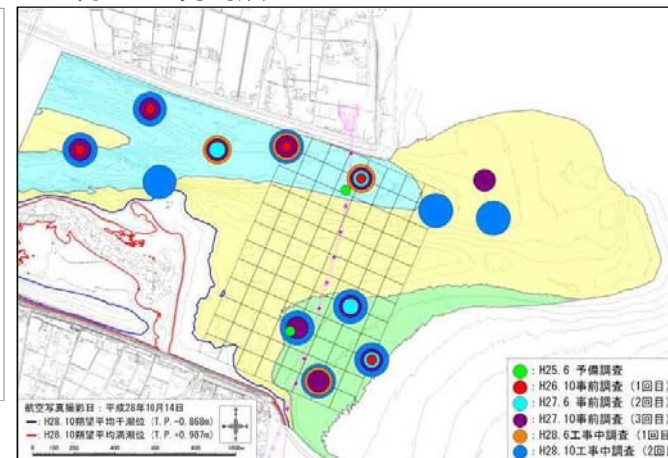 : H25.6 予備調査
: H26.10事前調査 (1回目)
: H27.6 事前調査 (2回目)
: H27.10事前調査 (3回目)
: H28.6工事中調査 (1回目
: H28.10工事中調査 (2回
航空写真撮影日：平成28年10月14日
: H28.10朔望平均干潮位 (T.P.-0.868m)
: H28.10朔望平均満潮位 (T.P.+0.967m)